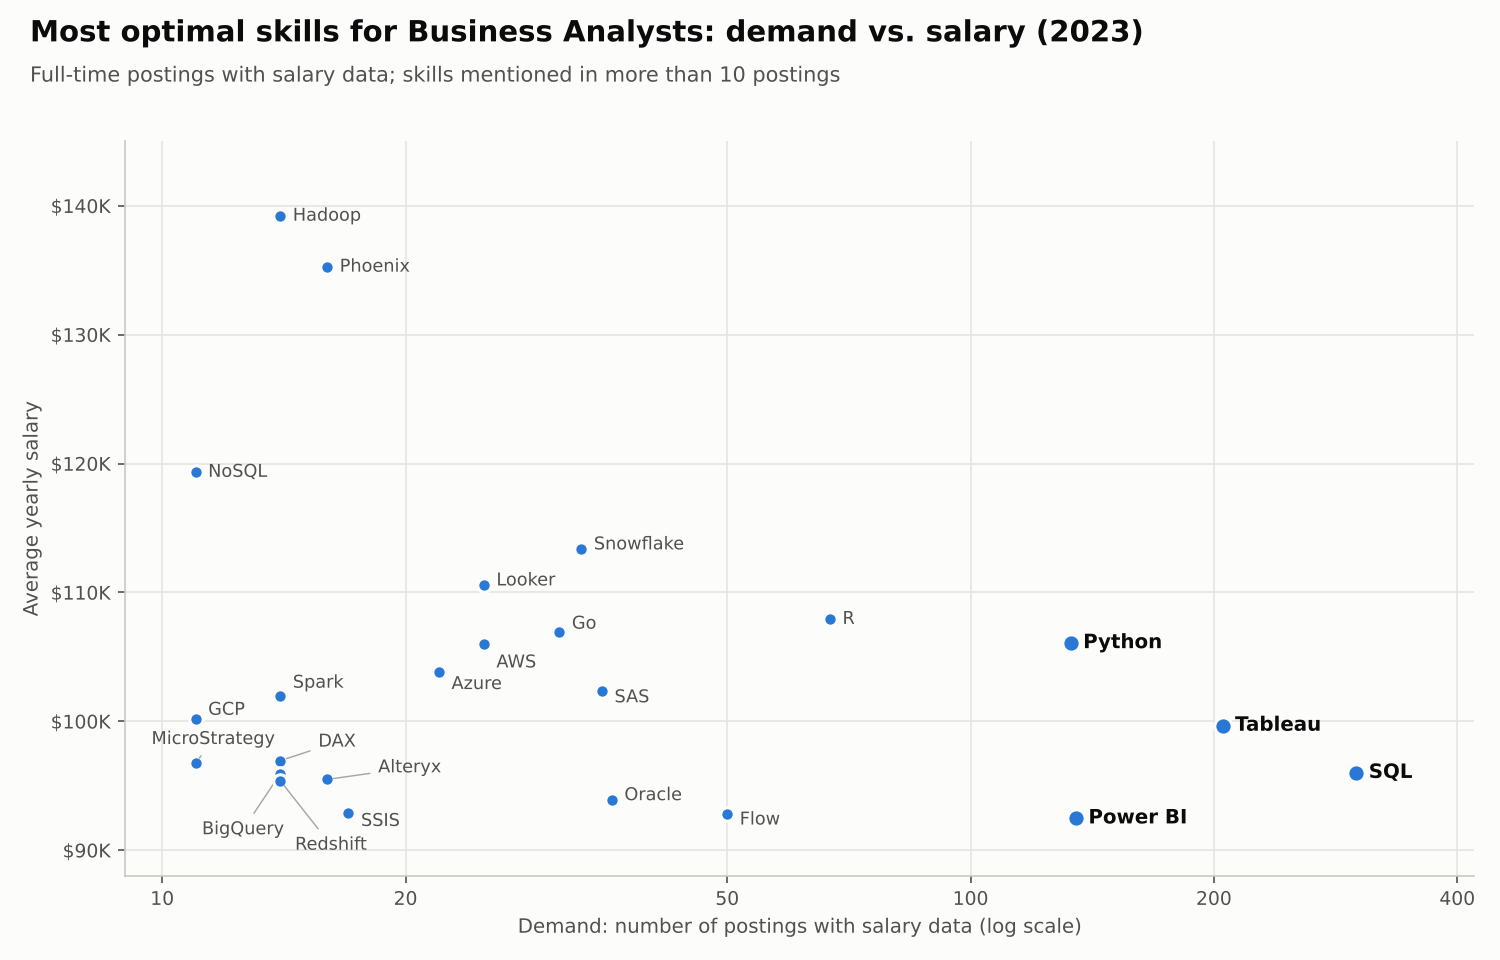 Most optimal skills for Business Analysts: demand vs. salary (2023)
Full-time postings with salary data; skills mentioned in more than 10 postings
Average yearly salary
$140K
$130K
$120K
$110K
$100K
$90K
Hadoop
Phoenix
NoSQL
Snowflake
Looker
Go
R
AWS
Python
Azure
Spark
SAS
GCP
Tableau
MicroStrategy
DAX
Alteryx
SQL
Oracle
BigQuery
SSIS
Flow
Power BI
Redshift
10
20
50
100
200
400
Demand: number of postings with salary data (log scale)